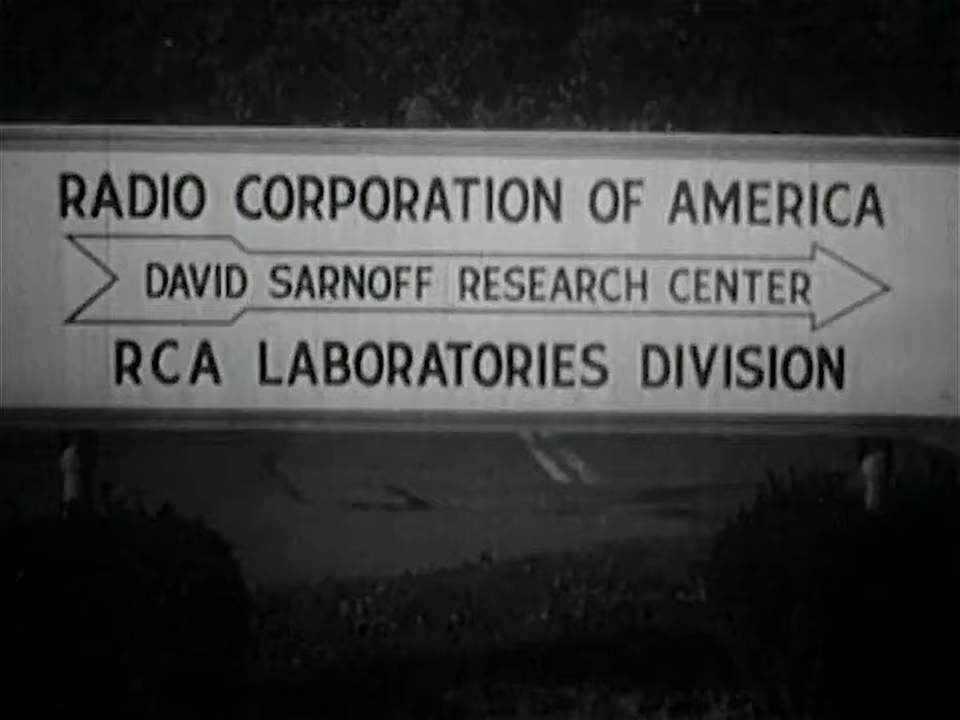 RADIO CORPORATION OF AMERICA
DAVID SARNOFF RESEARCH CENTER
RCA LABORATORIES DIVISION